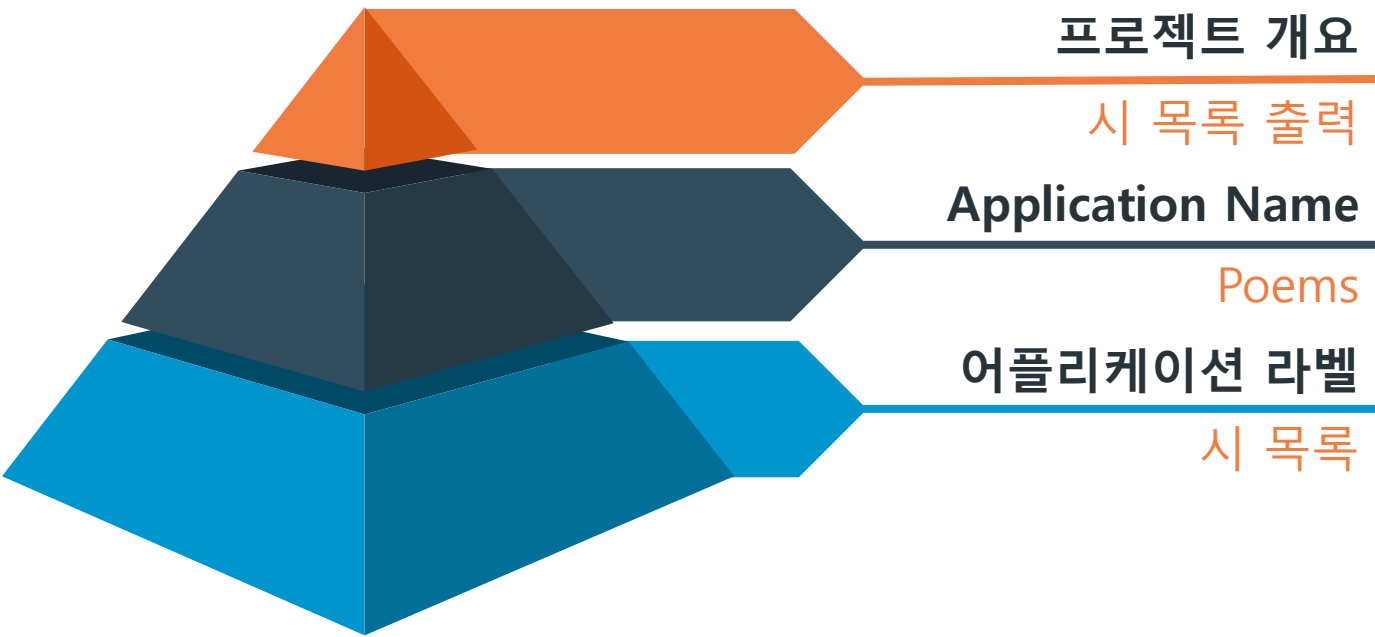 프로젝트 개요
시 목록 출력
Application Name
Poems
어플리케이션 라벨
시 목록